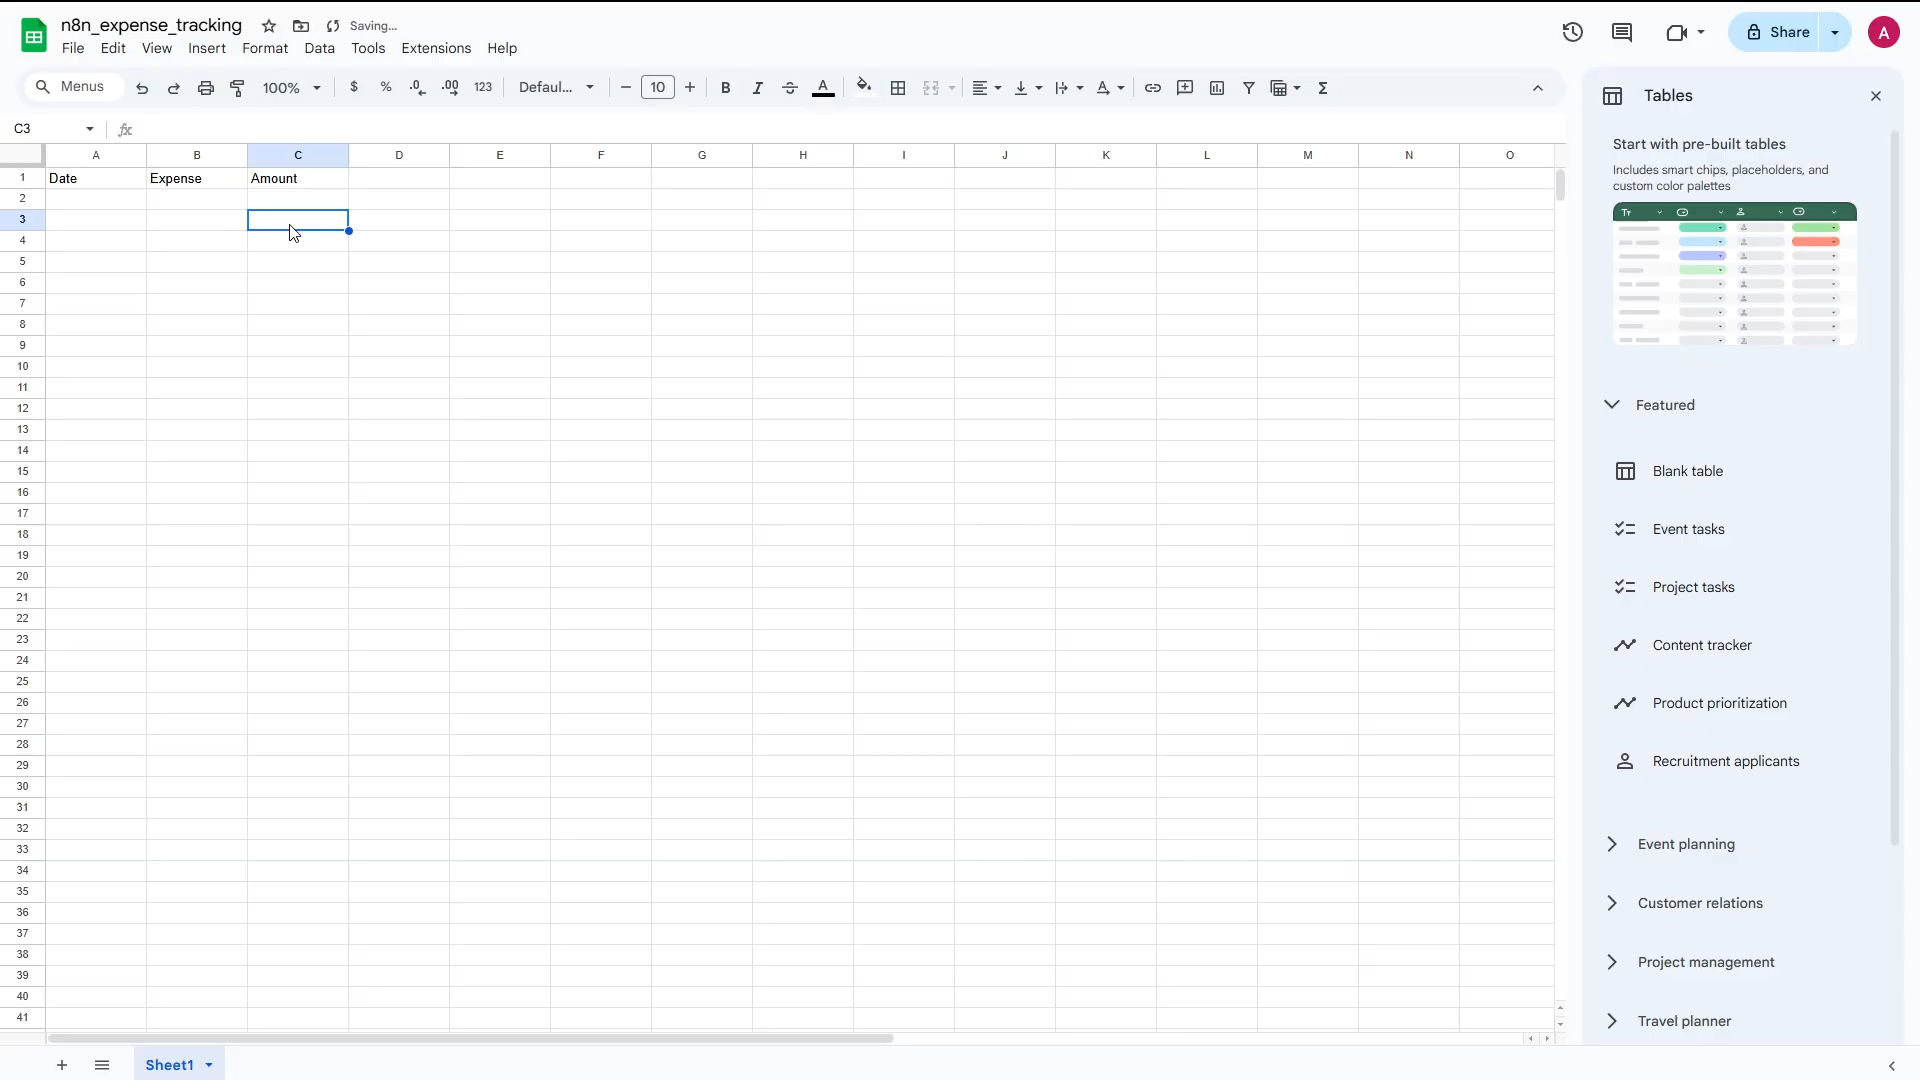 n8n_expense_tracking Saving...
File Edit View Insert Format Data Tools Extensions Help
Share
A
Menus 100% $ % .0 .00 123 Defaul... 10 B I A
C3 fx
A B C D E F G H I J K L M N O
1 Date Expense Amount
2
3
4
5
6
7
8
9
10
11
12
13
14
15
16
17
18
19
20
21
22
23
24
25
26
27
28
29
30
31
32
33
34
35
36
37
38
39
40
41
Sheet1
Tables
Start with pre-built tables
Includes smart chips, placeholders, and
custom color palettes
Tт
Featured
Blank table
Event tasks
Project tasks
Content tracker
Product prioritization
Recruitment applicants
Event planning
Customer relations
Project management
Travel planner